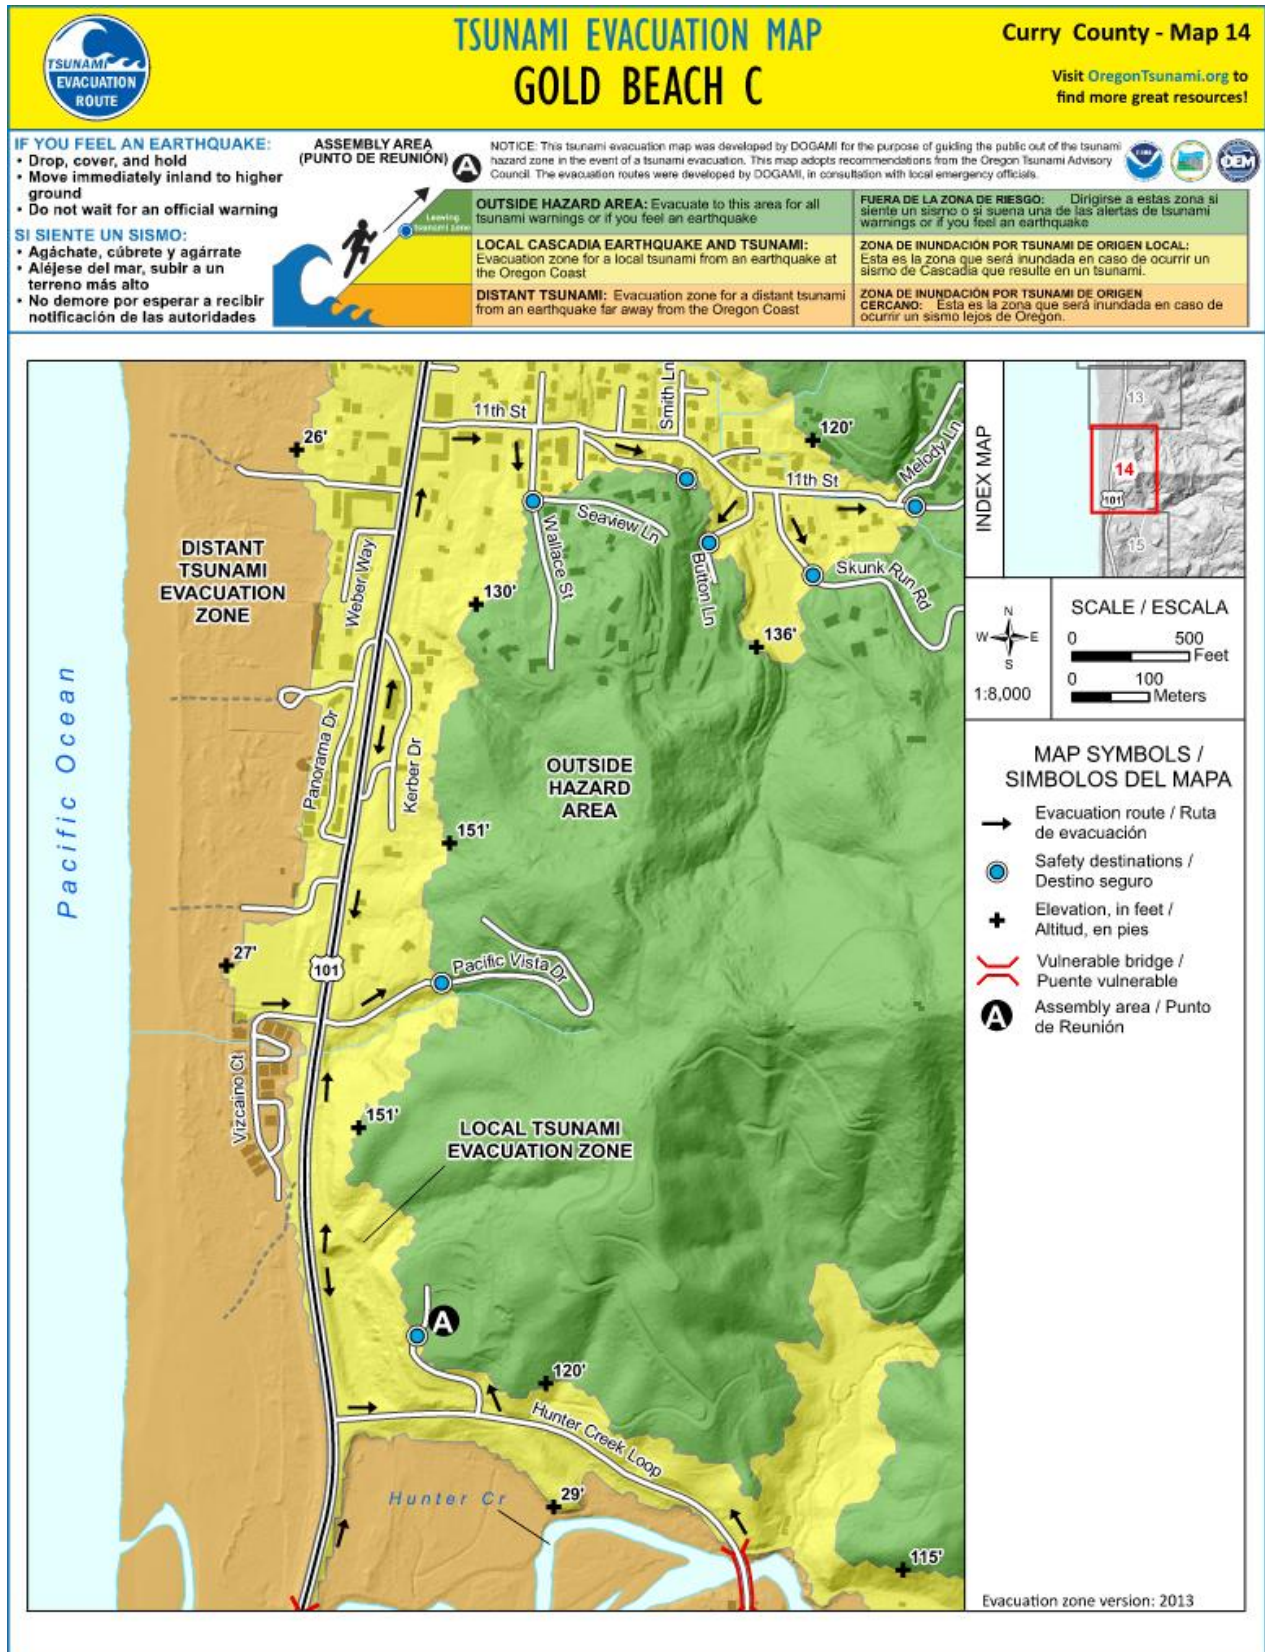 TSUNAMI
EVACUATION
ROUTE
TSUNAMI EVACUATION MAP
GOLD BEACH C
Curry County - Map 14
Visit OregonTsunami.org to
find more great resources!
IF YOU FEEL AN EARTHQUAKE:
• Drop, cover, and hold
• Move immediately inland to higher
ground
• Do not wait for an official warning
SI SIENTE UN SISMO:
• Agáchate, cúbrete y agárrate
• Aléjese del mar, subir a un
terreno más alto
• No demore por esperar a recibir
notificación de las autoridades
ASSEMBLY AREA
(PUNTO DE REUNIÓN)
A
Leaving
tsunami zone
NOTICE: This tsunami evacuation map was developed by DOGAMI for the purpose of guiding the public out of the tsunami
hazard zone in the event of a tsunami evacuation. This map adopts recommendations from the Oregon Tsunami Advisory
Council. The evacuation routes were developed by DOGAMI, in consultation with local emergency officials.
OEM
OUTSIDE HAZARD AREA: Evacuate to this area for all
tsunami warnings or if you feel an earthquake
FUERA DE LA ZONA DE RIESGO: Dirigirse a estas zona si
siente un sismo o si suena una de las alertas de tsunami
warnings or if you feel an earthquake
LOCAL CASCADIA EARTHQUAKE AND TSUNAMI:
Evacuation zone for a local tsunami from an earthquake at
the Oregon Coast
ZONA DE INUNDACIÓN POR TSUNAMI DE ORIGEN LOCAL:
Esta es la zona que será inundada en caso de ocurrir un
sismo de Cascadia que resulte en un tsunami.
DISTANT TSUNAMI: Evacuation zone for a distant tsunami
from an earthquake far away from the Oregon Coast
ZONA DE INUNDACIÓN POR TSUNAMI DE ORIGEN
CERCANO: Esta es la zona que será inundada en caso de
ocurrir un sismo lejos de Oregon.
11th St
Smith Ln
26'
120'
Melody Ln
11th St
Seaview Ln
Wallace St
DISTANT
TSUNAMI
EVACUATION
ZONE
Weber Way
Button Ln
Skunk Run Rd
130'
136'
Pacific Ocean
Panorama Dr
Kerber Dr
OUTSIDE
HAZARD
AREA
151'
27'
101
Pacific Vista Dr
Vizcaino Ct
151'
LOCAL TSUNAMI
EVACUATION ZONE
A
120'
Hunter Creek Loop
Hunter Cr
29'
115'
INDEX MAP
13
14
101
15
N
W
E
S
1:8,000
SCALE / ESCALA
0 500
Feet
0 100
Meters
MAP SYMBOLS /
SIMBOLOS DEL MAPA
Evacuation route / Ruta
de evacuación
Safety destinations /
Destino seguro
Elevation, in feet /
Altitud, en pies
Vulnerable bridge /
Puente vulnerable
A
Assembly area / Punto
de Reunión
Evacuation zone version: 2013